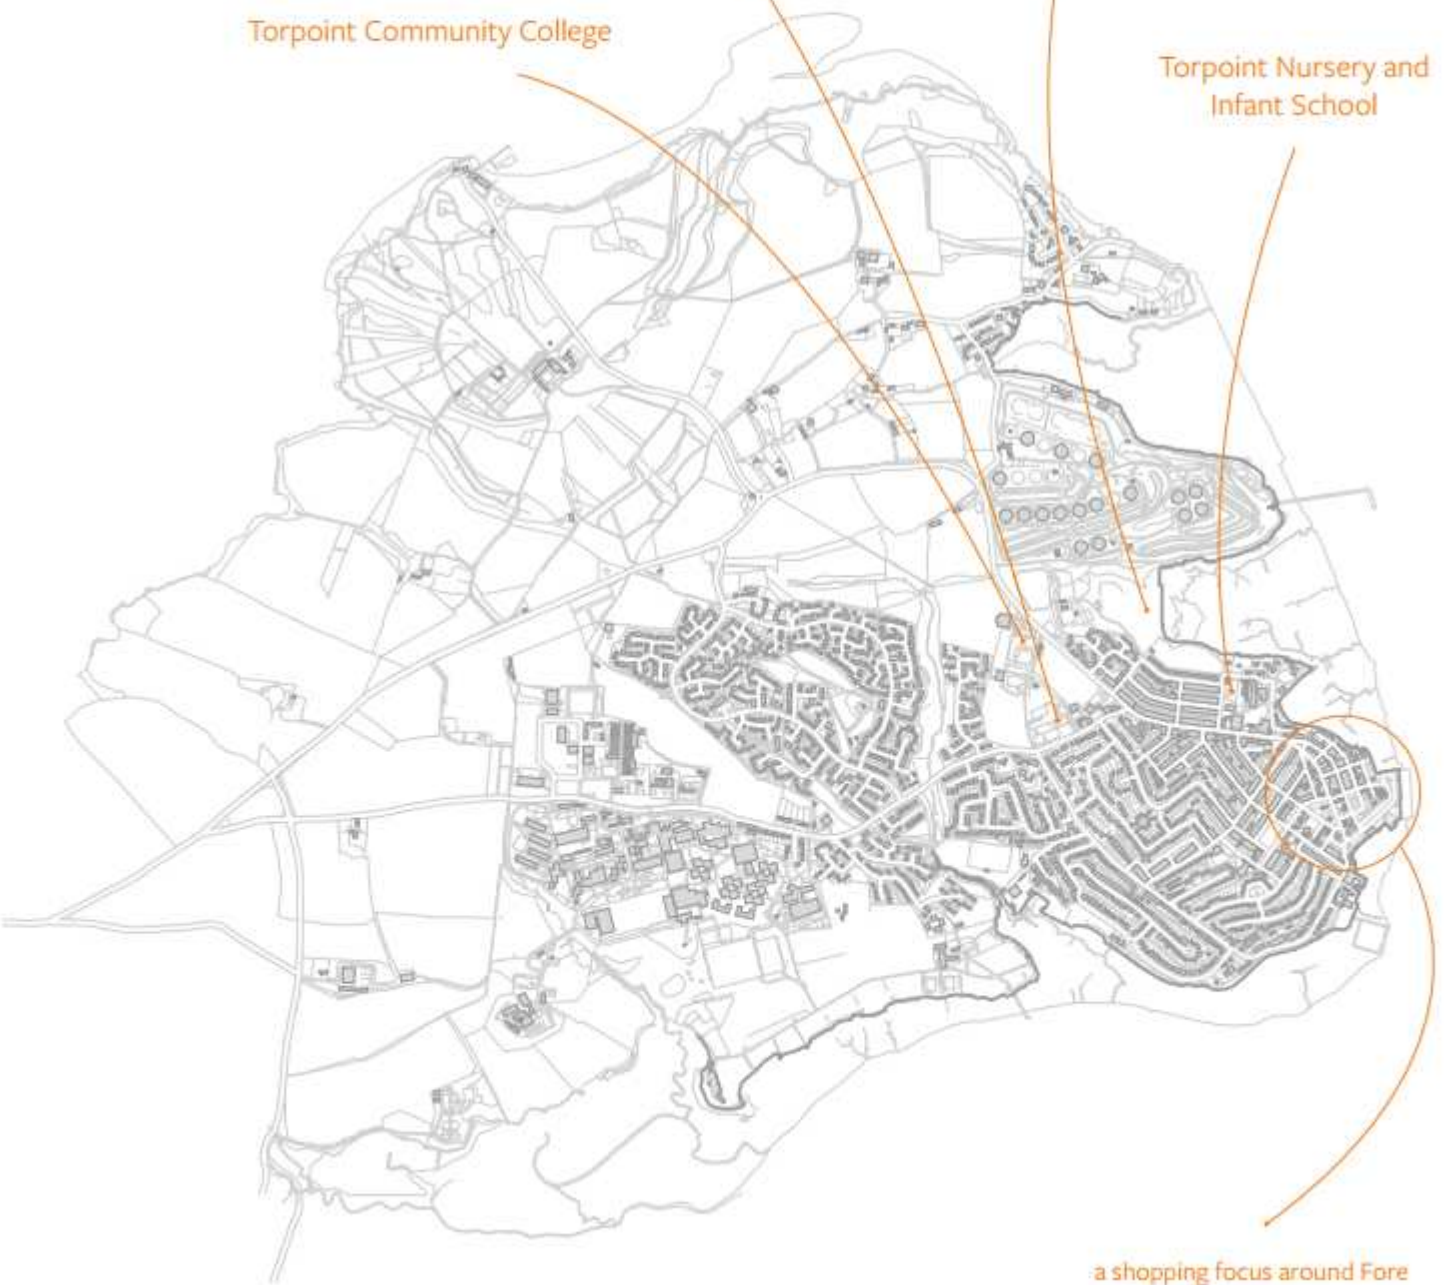 Torpoint Community College
Torpoint Nursery and
Infant School
a shopping focus around Fore